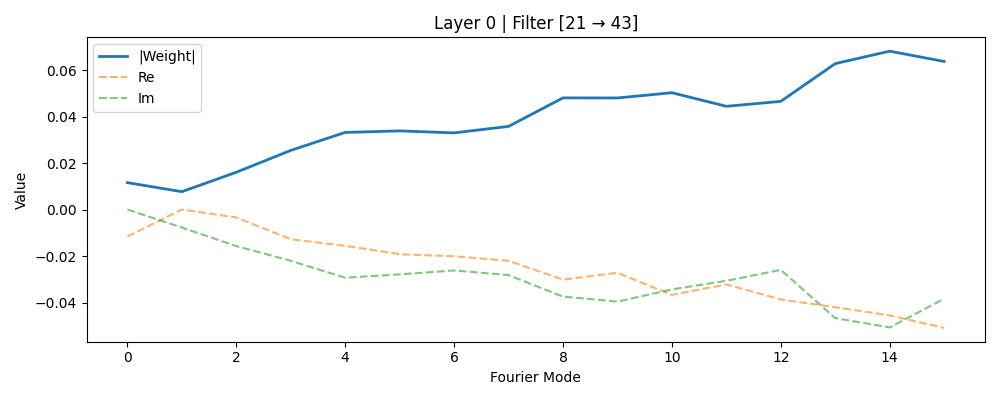 Layer 0 | Filter [21 → 43]
|Weight|
Re
Im
0.06
0.04
0.02
0.00
−0.02
−0.04
Value
0 2 4 6 8 10 12 14
Fourier Mode